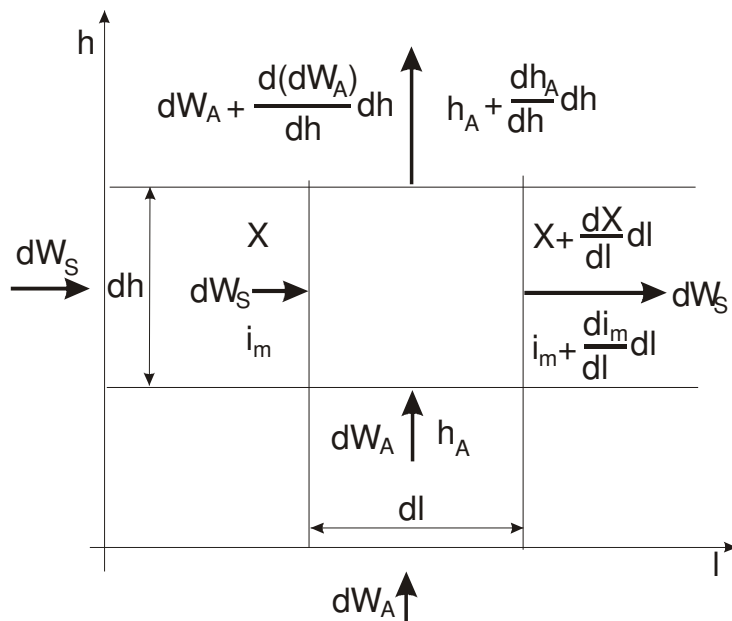 h
dW_A + d(dW_A)/dh dh
h_A + dh_A/dh dh
X
X + dX/dl dl
dW_S
dh
dW_S
dW_S
i_m
i_m + di_m/dl dl
dW_A
h_A
dl
l
dW_A